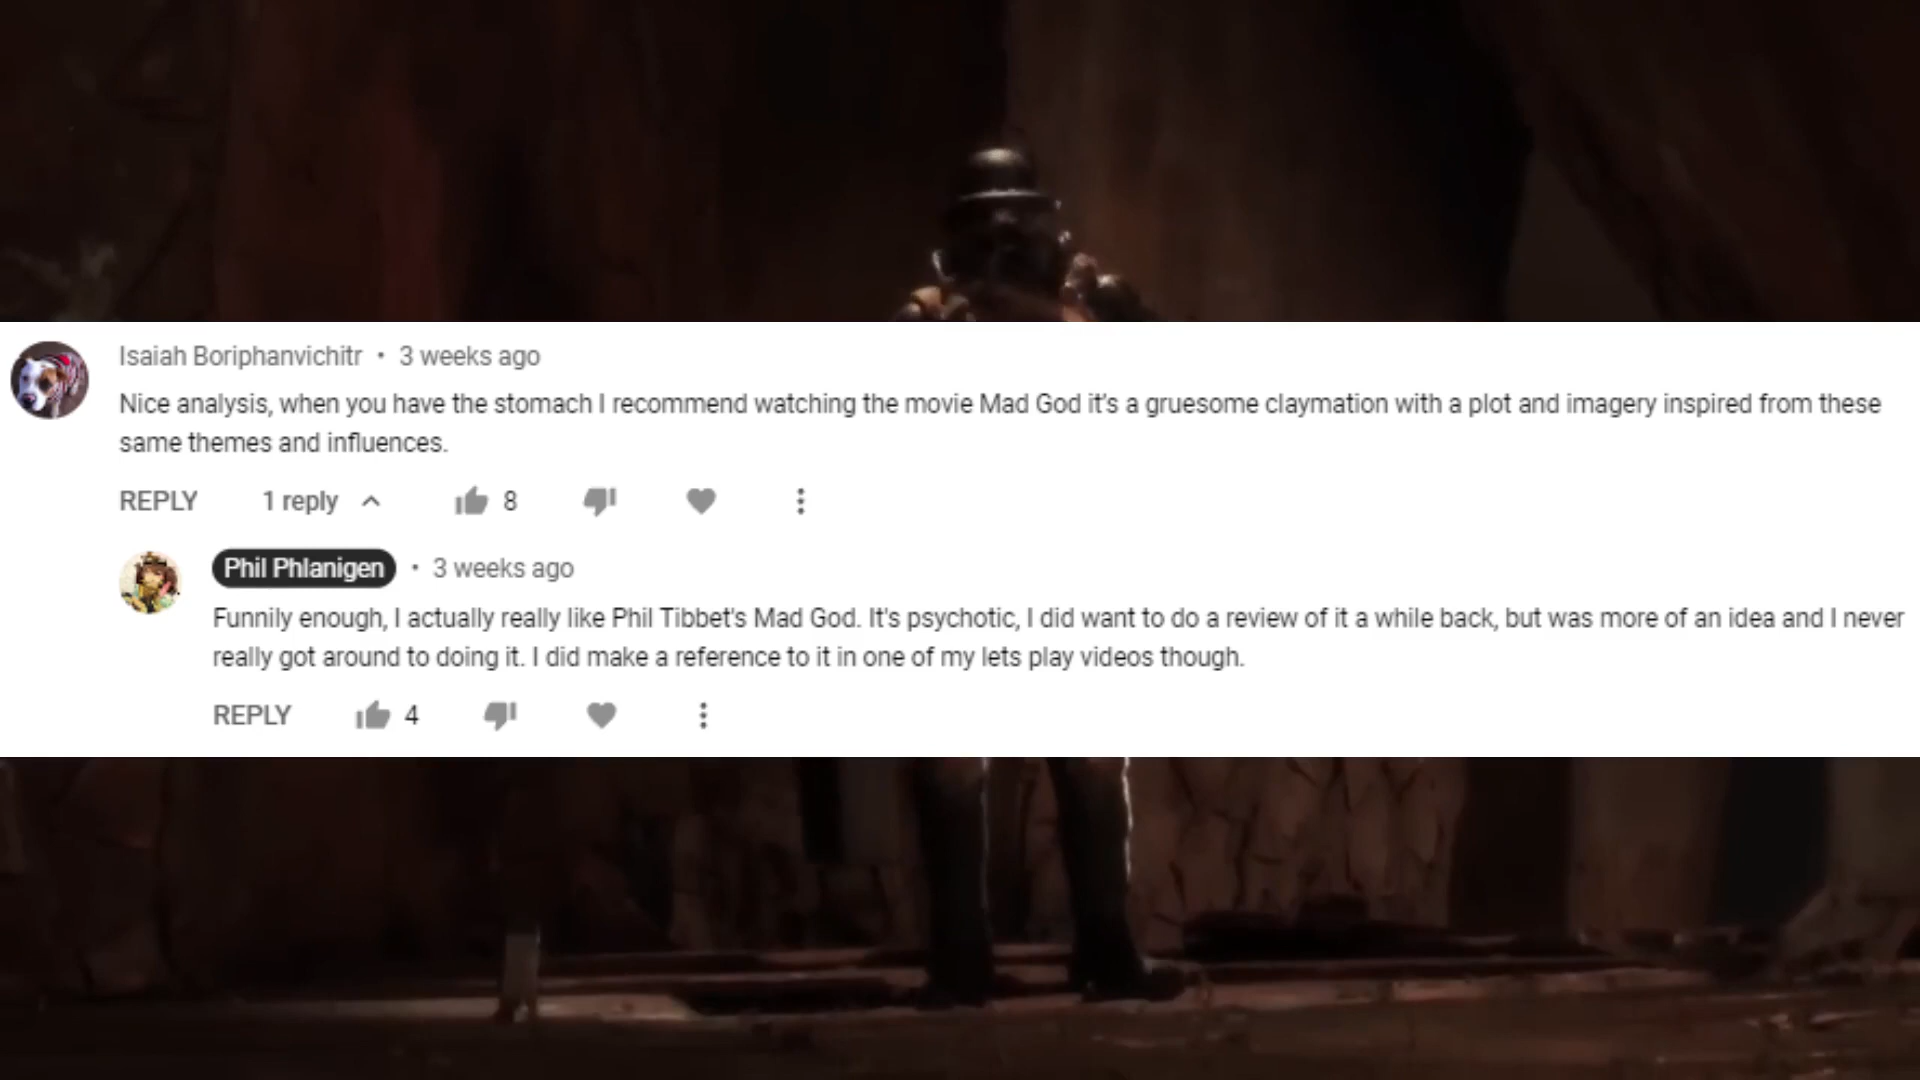 Isaiah Boriphanvichitr • 3 weeks ago
Nice analysis, when you have the stomach I recommend watching the movie Mad God it's a gruesome claymation with a plot and imagery inspired from these
same themes and influences.
REPLY 1 reply 8
Phil Phlanigen • 3 weeks ago
Funnily enough, I actually really like Phil Tibbet's Mad God. It's psychotic, I did want to do a review of it a while back, but was more of an idea and I never
really got around to doing it. I did make a reference to it in one of my lets play videos though.
REPLY 4